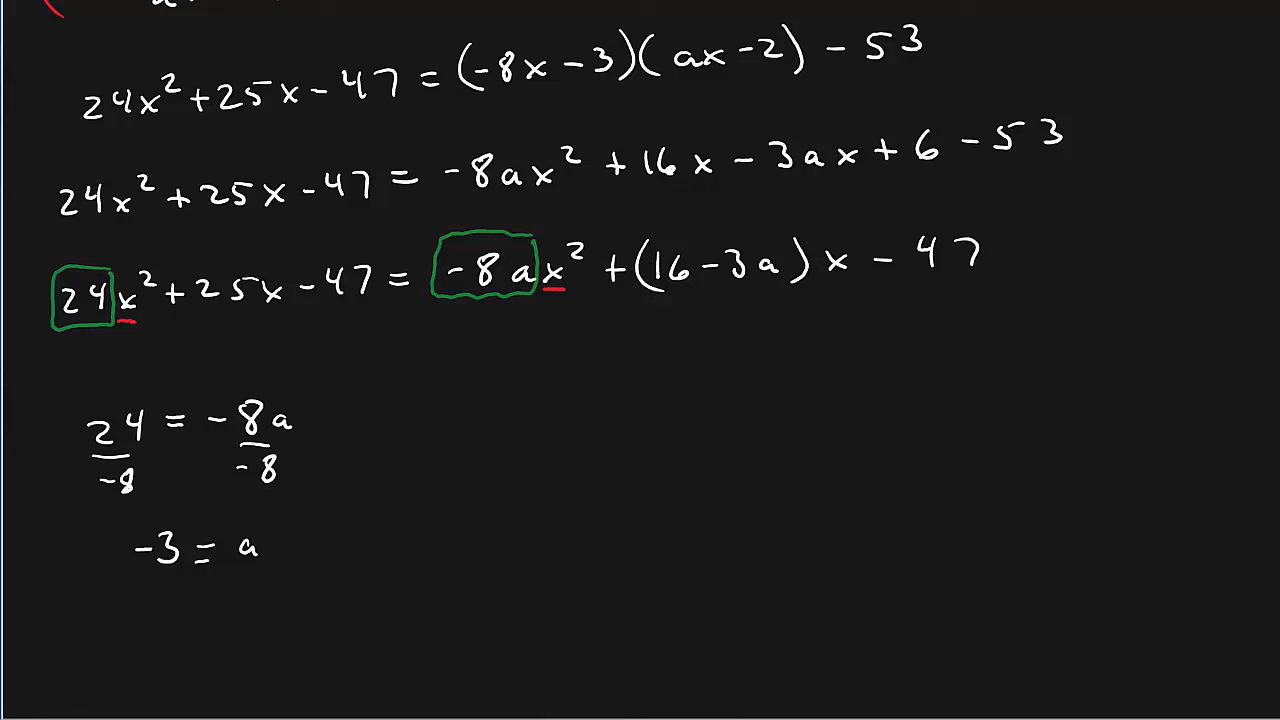 24x² + 25x - 47 = (-8x - 3)(ax - 2) - 53
24x² + 25x - 47 = -8ax² + 16x - 3ax + 6 - 53
24x² + 25x - 47 = -8ax² + (16 - 3a)x - 47
24 = -8a
-8 -8
-3 = a